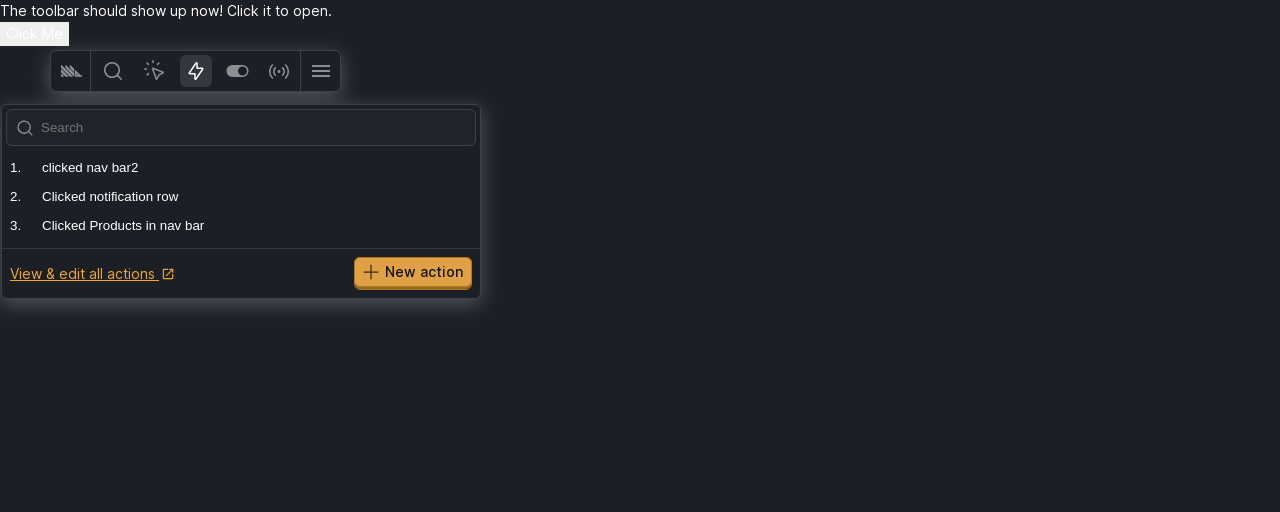 The toolbar should show up now! Click it to open.
Click Me
Search
1. clicked nav bar2
2. Clicked notification row
3. Clicked Products in nav bar
View & edit all actions
New action